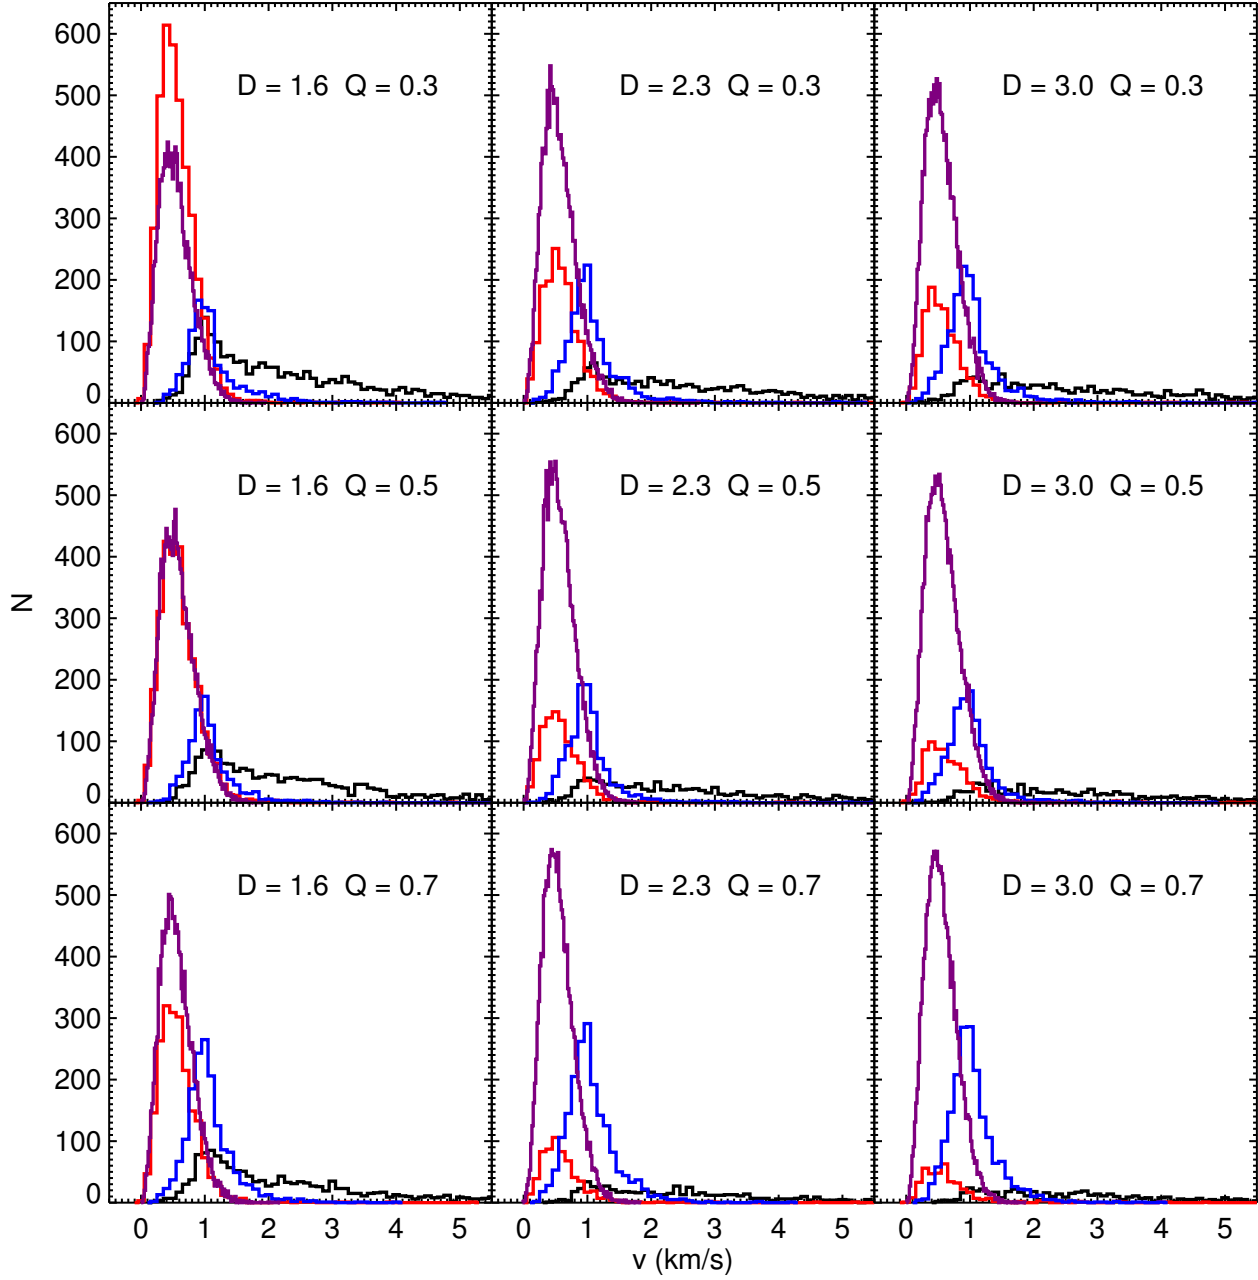 600
500
400
300
200
100
0
D = 1.6 Q = 0.3
D = 2.3 Q = 0.3
D = 3.0 Q = 0.3
600
500
400
300
200
100
0
D = 1.6 Q = 0.5
D = 2.3 Q = 0.5
D = 3.0 Q = 0.5
N
600
500
400
300
200
100
0
D = 1.6 Q = 0.7
D = 2.3 Q = 0.7
D = 3.0 Q = 0.7
0 1 2 3 4 5
0 1 2 3 4 5
0 1 2 3 4 5
v (km/s)